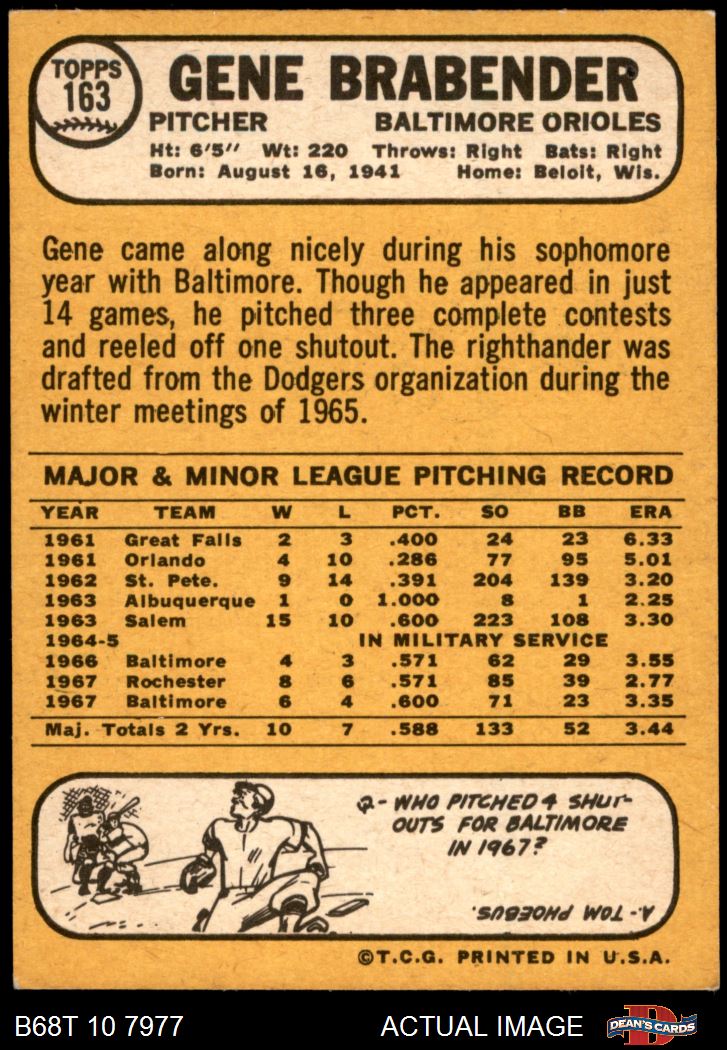 TOPPS
163
GENE BRABENDER
PITCHER BALTIMORE ORIOLES
Ht: 6'5" Wt: 220 Throws: Right Bats: Right
Born: August 16, 1941 Home: Beloit, Wis.
Gene came along nicely during his sophomore
year with Baltimore. Though he appeared in just
14 games, he pitched three complete contests
and reeled off one shutout. The righthander was
drafted from the Dodgers organization during the
winter meetings of 1965.
MAJOR & MINOR LEAGUE PITCHING RECORD
YEAR TEAM W L PCT. SO BB ERA
1961 Great Falls 2 3 .400 24 23 6.33
1961 Orlando 4 10 .286 77 95 5.01
1962 St. Pete. 9 14 .391 204 139 3.20
1963 Albuquerque 1 0 1.000 8 1 2.25
1963 Salem 15 10 .600 223 108 3.30
1964-5 IN MILITARY SERVICE
1966 Baltimore 4 3 .571 62 29 3.55
1967 Rochester 8 6 .571 85 39 2.77
1967 Baltimore 6 4 .600 71 23 3.35
Maj. Totals 2 Yrs. 10 7 .588 133 52 3.44
Q- WHO PITCHED 4 SHUT-
OUTS FOR BALTIMORE
IN 1967?
A- TOM PHOEBUS.
©T.C.G. PRINTED IN U.S.A.
B68T 10 7977 ACTUAL IMAGE D DEAN'S CARDS